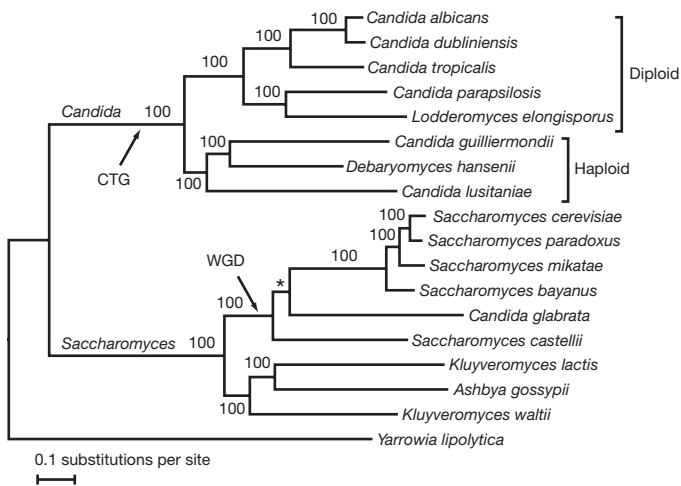 100 Candida albicans
100 Candida dubliniensis
100 Candida tropicalis
Diploid
100 Candida parapsilosis
Candida 100 Lodderomyces elongisporus
100 Candida guilliermondii
CTG Debaryomyces hansenii Haploid
100 Candida lusitaniae
100 Saccharomyces cerevisiae
100 Saccharomyces paradoxus
WGD 100 Saccharomyces mikatae
* Saccharomyces bayanus
100 Candida glabrata
Saccharomyces 100 Saccharomyces castellii
100 Kluyveromyces lactis
Ashbya gossypii
100 Kluyveromyces waltii
Yarrowia lipolytica
0.1 substitutions per site